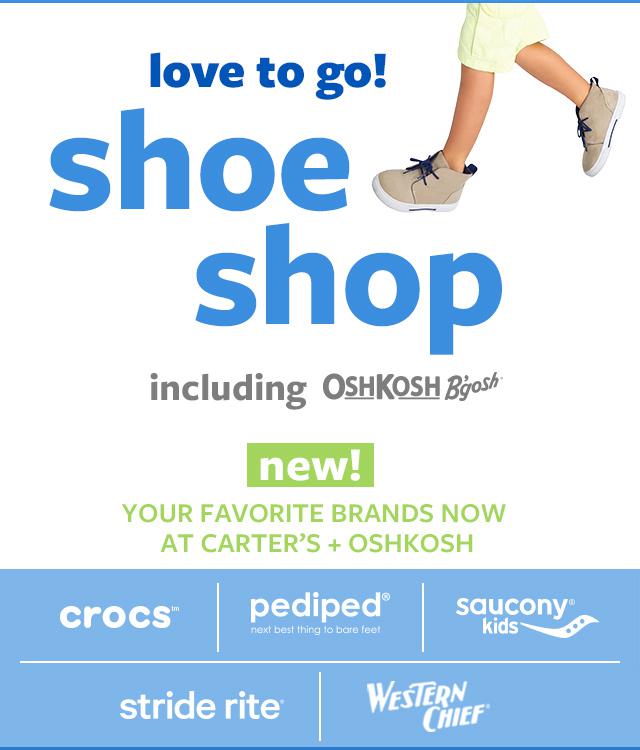 love to go!
shoe
shop
including OSHKOSH B'gosh
new!
YOUR FAVORITE BRANDS NOW
AT CARTER'S + OSHKOSH
crocs™
pediped®
next best thing to bare feet
saucony®
kids
stride rite®
WESTERN
CHIEF®